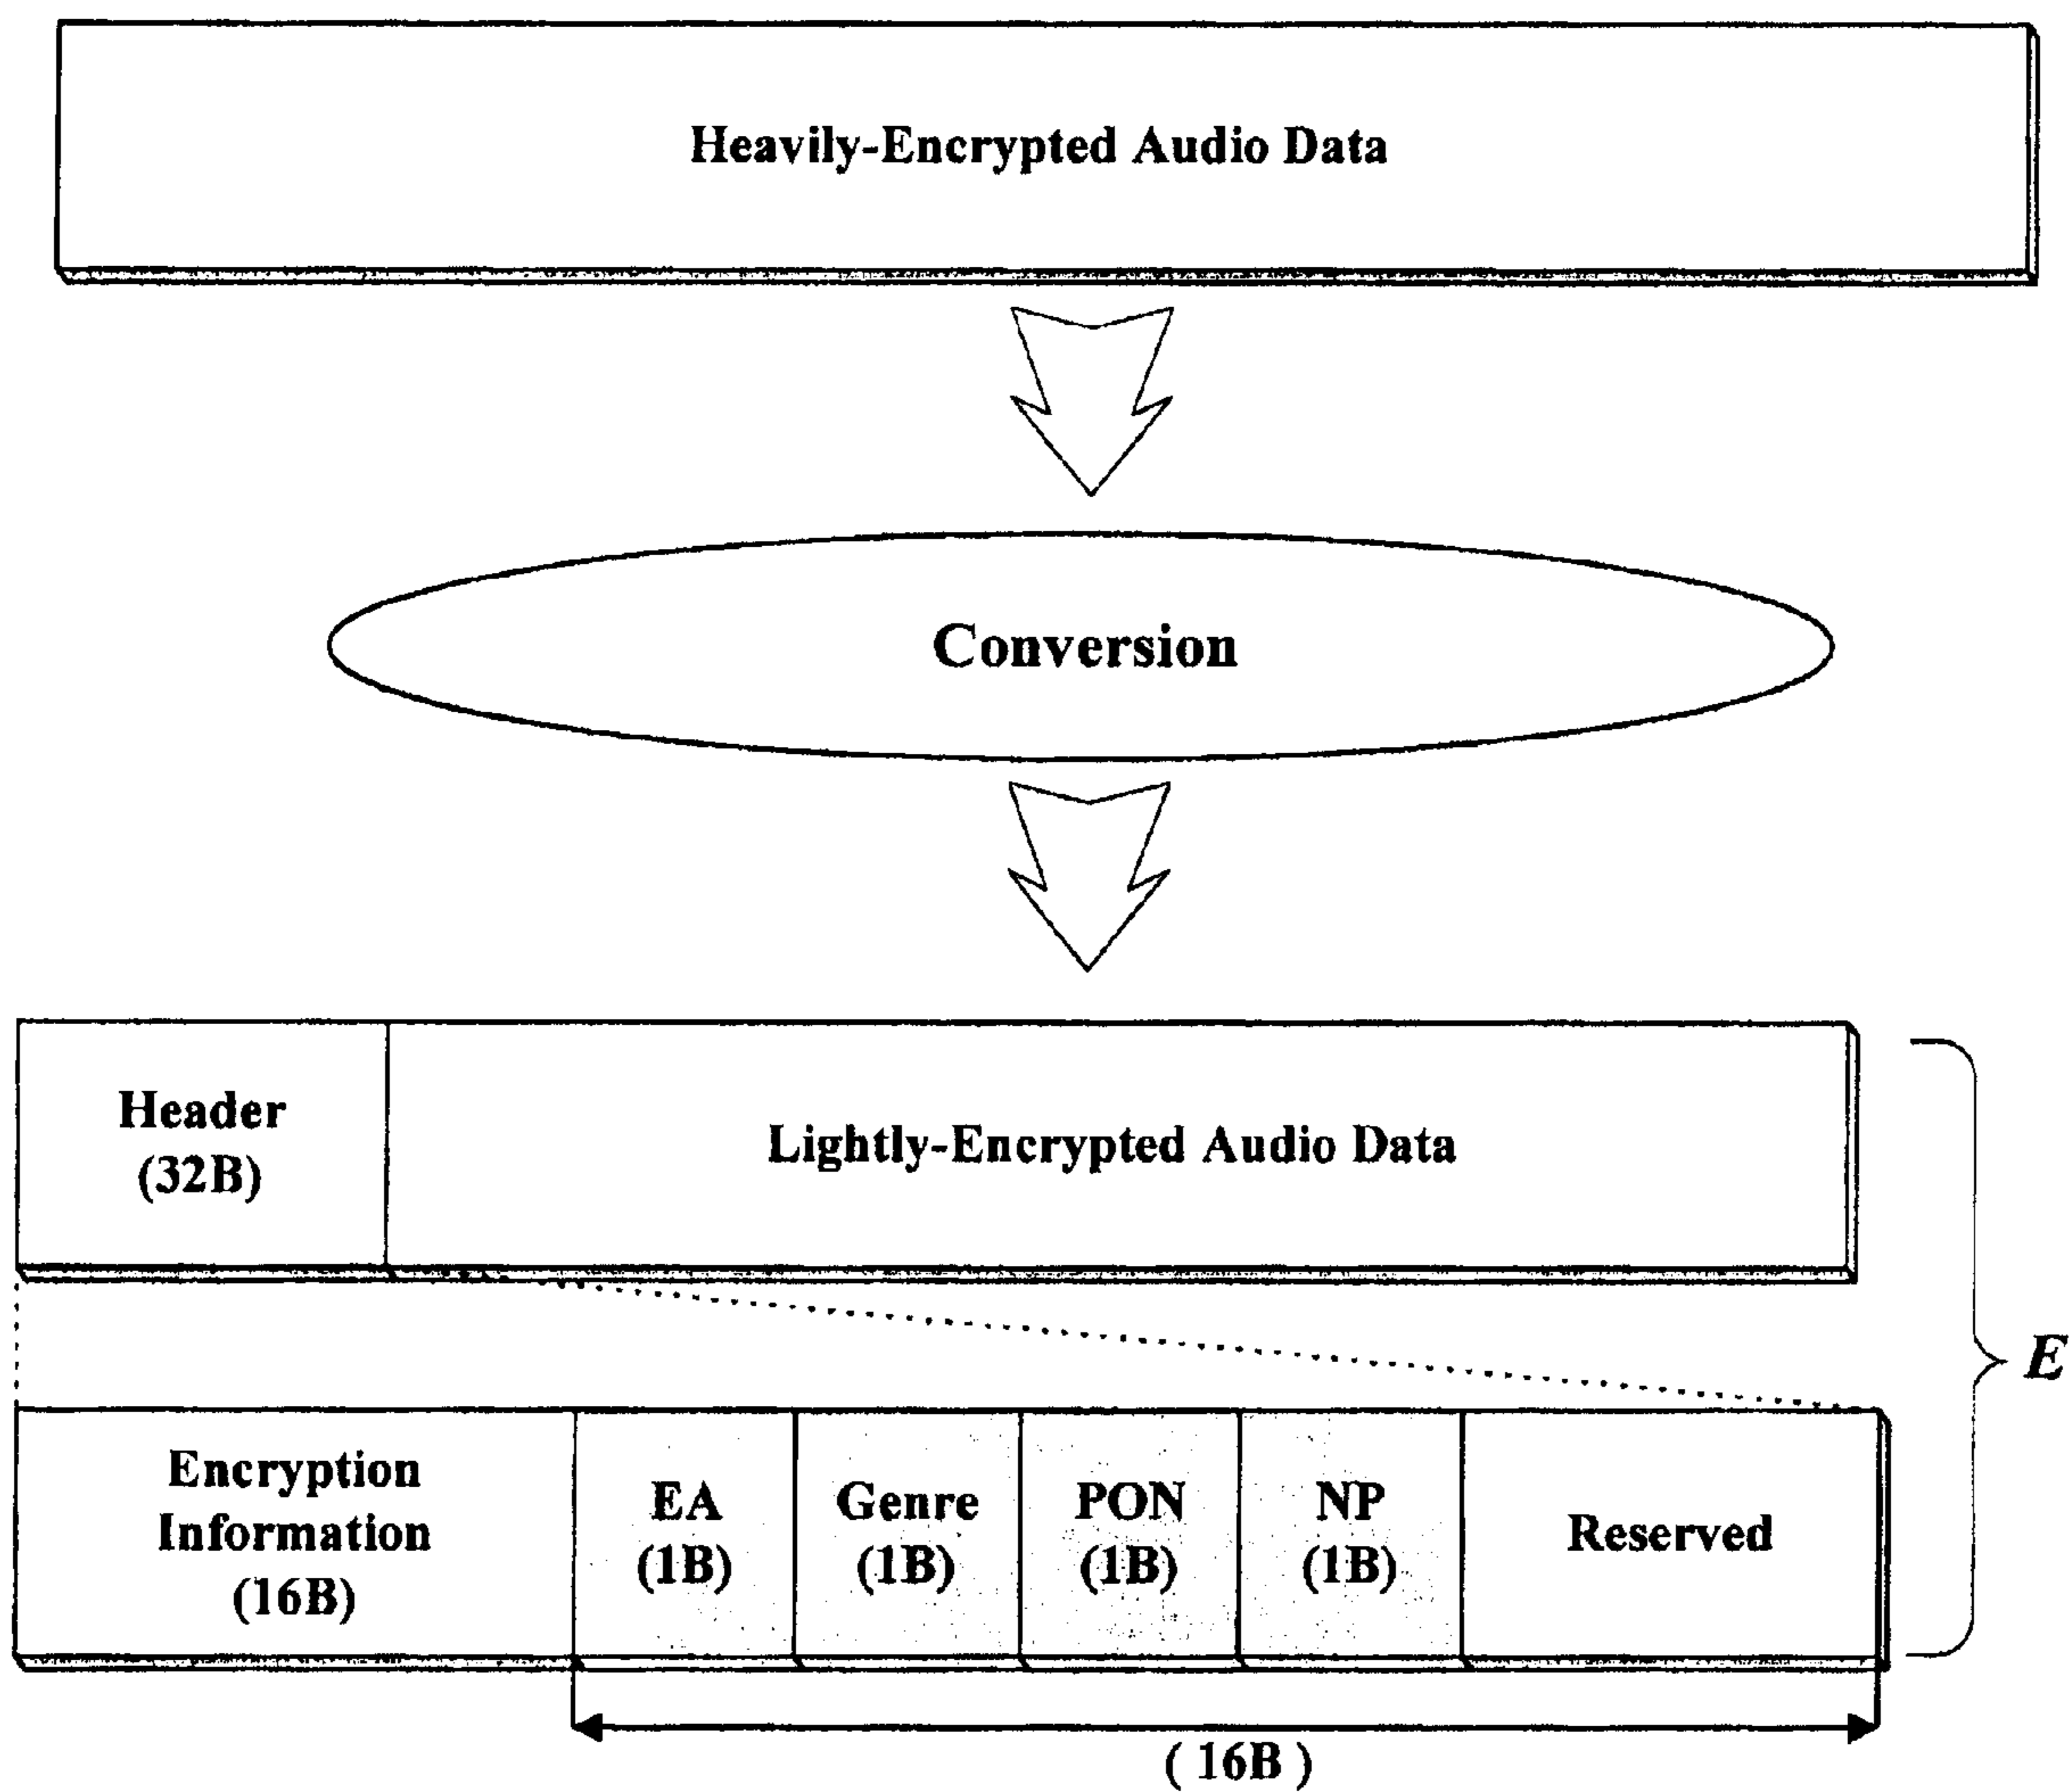 Heavily-Encrypted Audio Data
Conversion
Header
(32B)
Lightly-Encrypted Audio Data
E
Encryption
Information
(16B)
EA
(1B)
Genre
(1B)
PON
(1B)
NP
(1B)
Reserved
( 16B )